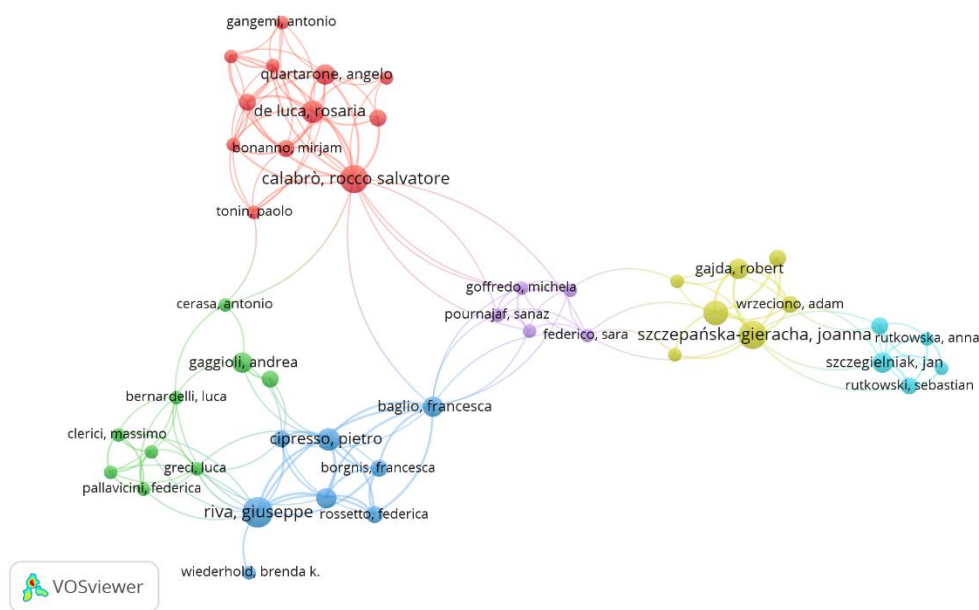 gangemi, antonio
quartarone, angelo
de luca, rosaria
bonanno, mirjam
calabrò, rocco salvatore
tonin, paolo
gajda, robert
goffredo, michela
cerasa, antonio
wrzeciono, adam
pournajaf, sanaz
federico, sara
szczepańska-gieracha, joanna
rutkowska, anna
gaggioli, andrea
szczegielniak, jan
rutkowski, sebastian
bernardelli, luca
baglio, francesca
clerici, massimo
cipresso, pietro
greci, luca
borgnis, francesca
pallavicini, federica
riva, giuseppe
rossetto, federica
wiederhold, brenda k.
VOSviewer